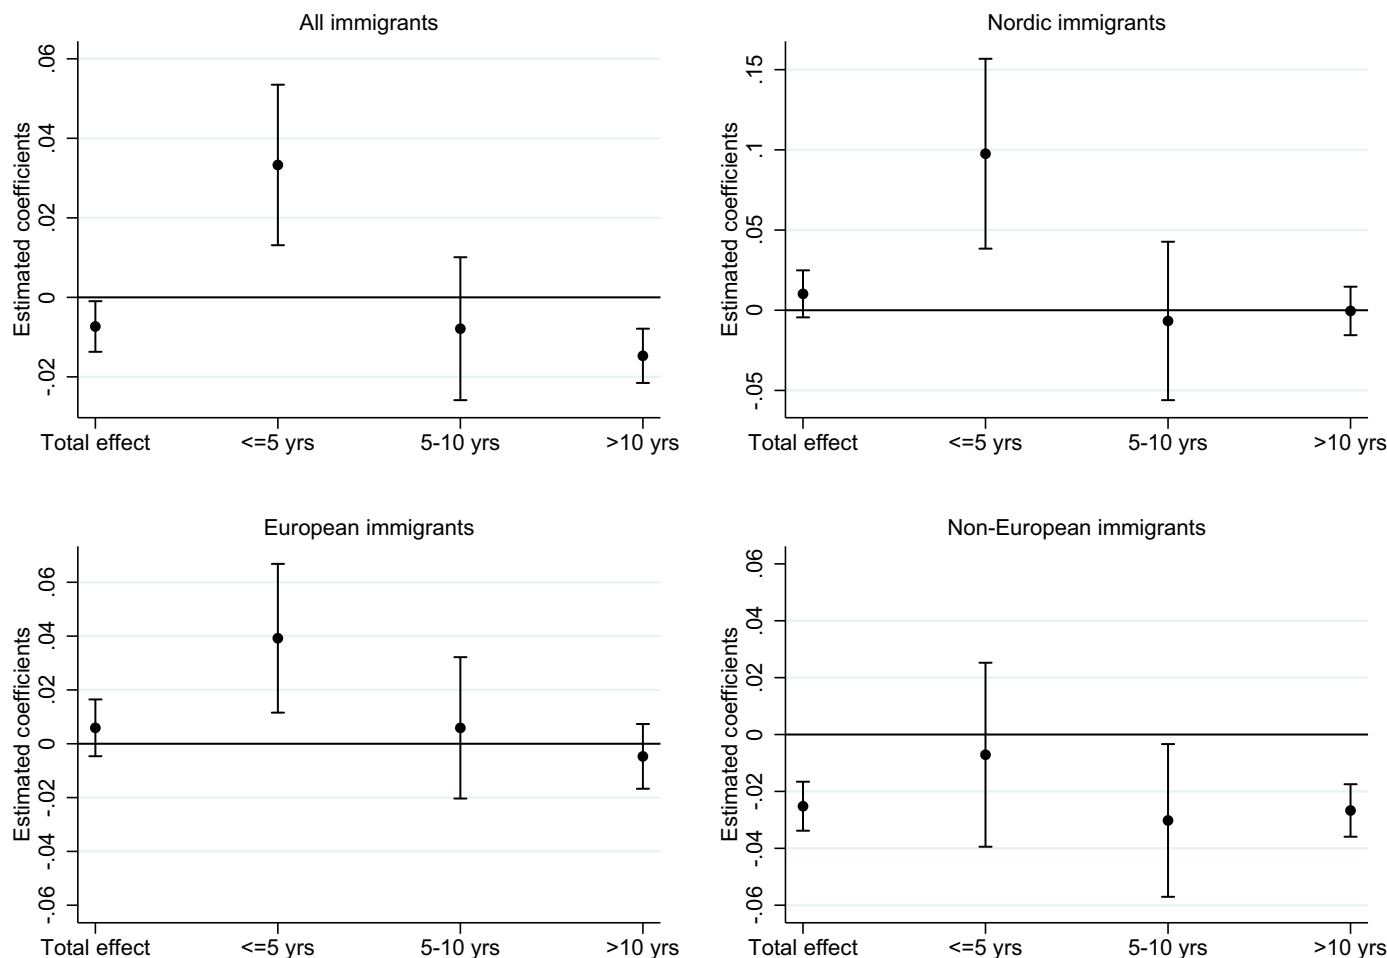 All immigrants
Estimated coefficients
.06
.04
.02
0
-.02
Total effect
<=5 yrs
5-10 yrs
>10 yrs
Nordic immigrants
Estimated coefficients
.15
.1
.05
0
-.05
Total effect
<=5 yrs
5-10 yrs
>10 yrs
European immigrants
Estimated coefficients
.06
.04
.02
0
-.02
-.04
-.06
Total effect
<=5 yrs
5-10 yrs
>10 yrs
Non-European immigrants
Estimated coefficients
.06
.04
.02
0
-.02
-.04
-.06
Total effect
<=5 yrs
5-10 yrs
>10 yrs